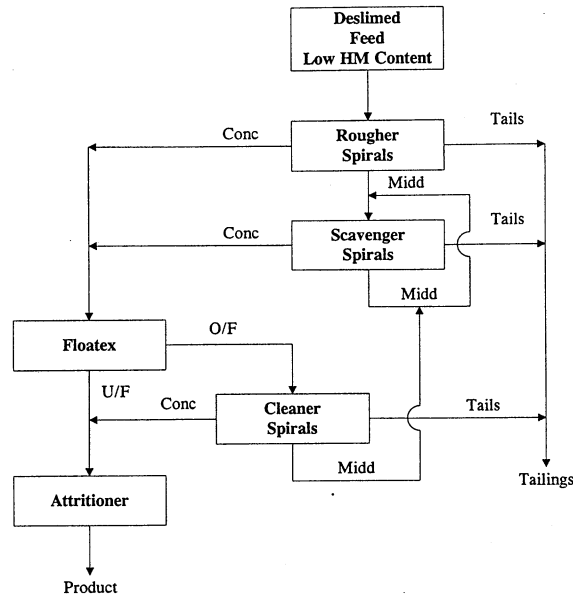 Deslimed
Feed
Low HM Content
Tails
Conc
Rougher
Spirals
Midd
Tails
Conc
Scavenger
Spirals
Midd
O/F
Floatex
U/F
Conc
Cleaner
Spirals
Tails
Midd
Tailings
Attritioner
Product